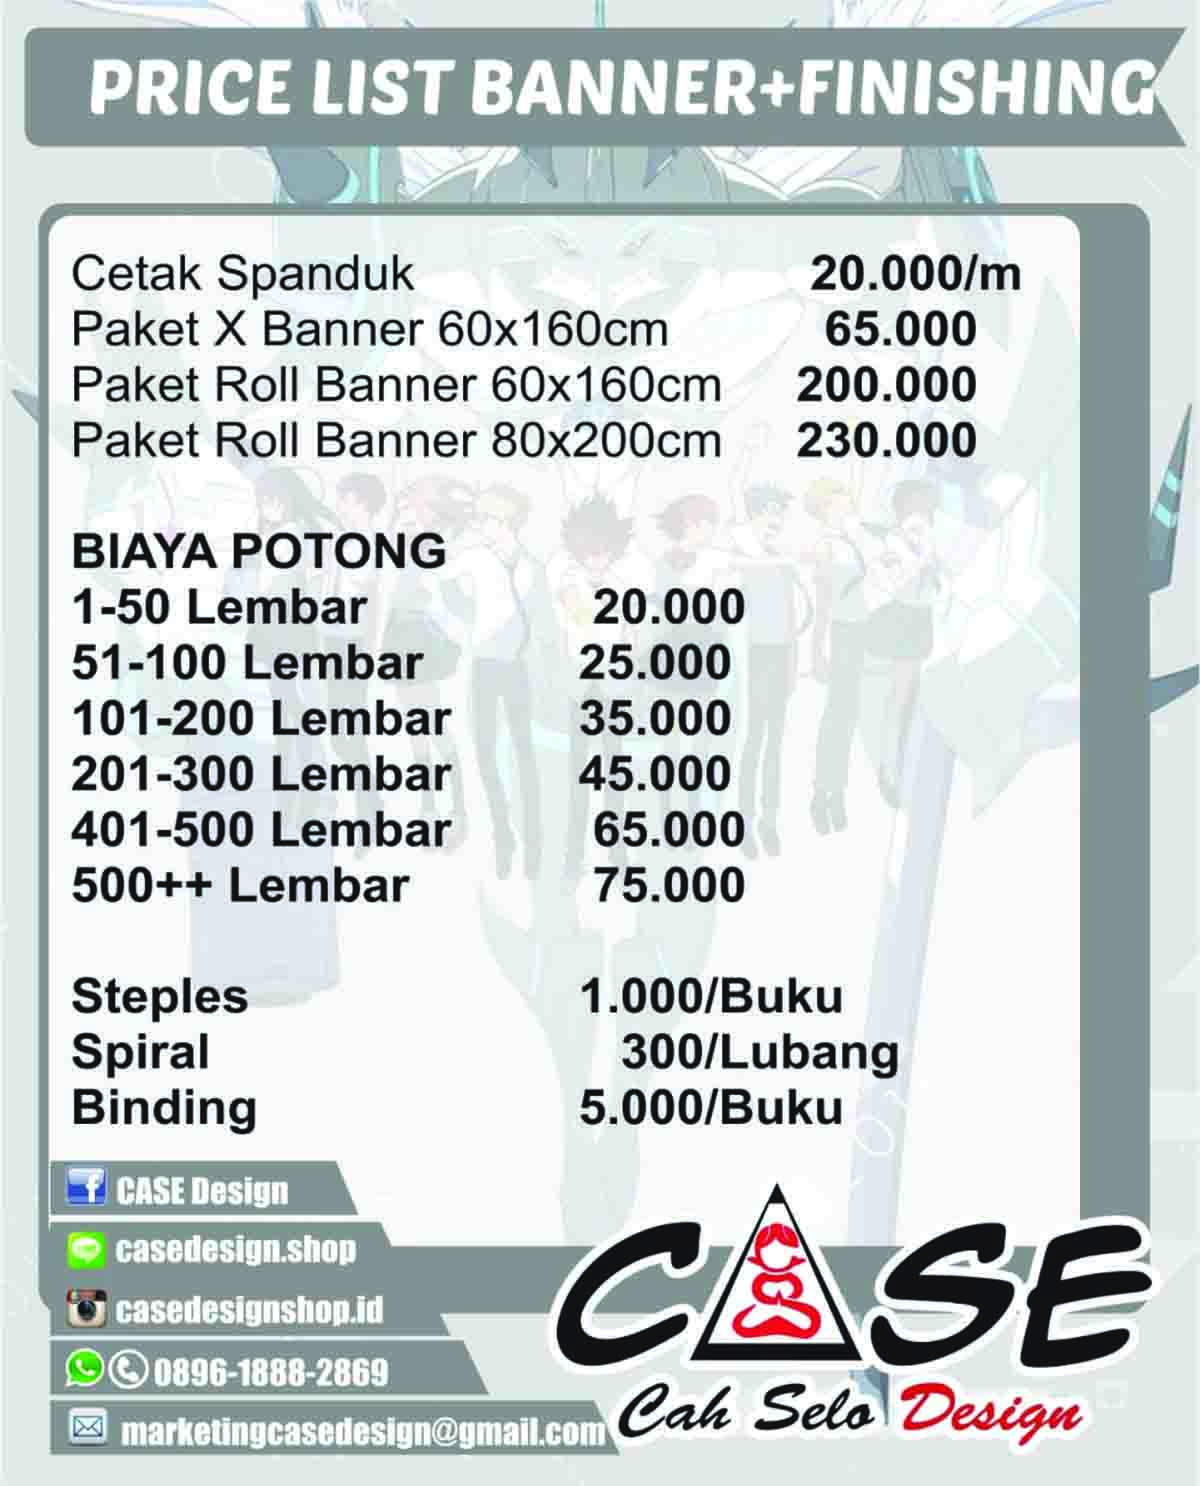 PRICE LIST BANNER+FINISHING
Cetak Spanduk 20.000/m
Paket X Banner 60x160cm 65.000
Paket Roll Banner 60x160cm 200.000
Paket Roll Banner 80x200cm 230.000
BIAYA POTONG
1-50 Lembar 20.000
51-100 Lembar 25.000
101-200 Lembar 35.000
201-300 Lembar 45.000
401-500 Lembar 65.000
500++ Lembar 75.000
Steples 1.000/Buku
Spiral 300/Lubang
Binding 5.000/Buku
CASE Design
casedesign.shop
casedesignshop.id
0896-1888-2869
marketingcasedesign@gmail.com
CASE
Cah Selo Design